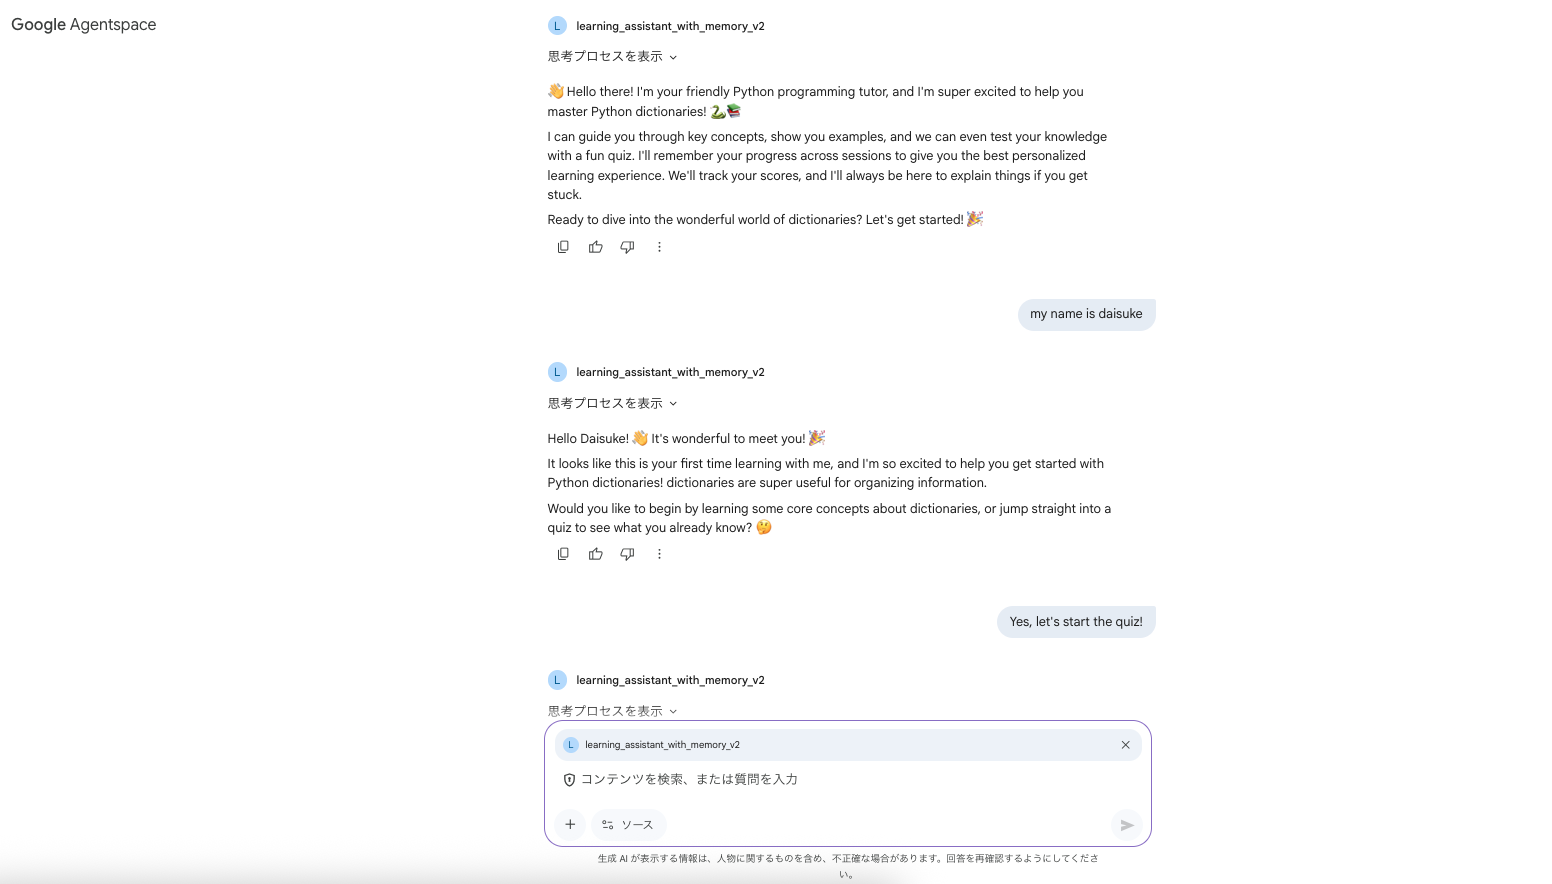 Google Agentspace
L learning_assistant_with_memory_v2
思考プロセスを表示
👋 Hello there! I'm your friendly Python programming tutor, and I'm super excited to help you
master Python dictionaries! 🐍📚
I can guide you through key concepts, show you examples, and we can even test your knowledge
with a fun quiz. I'll remember your progress across sessions to give you the best personalized
learning experience. We'll track your scores, and I'll always be here to explain things if you get
stuck.
Ready to dive into the wonderful world of dictionaries? Let's get started! 🎉
my name is daisuke
L learning_assistant_with_memory_v2
思考プロセスを表示
Hello Daisuke! 👋 It's wonderful to meet you! 🎉
It looks like this is your first time learning with me, and I'm so excited to help you get started with
Python dictionaries! dictionaries are super useful for organizing information.
Would you like to begin by learning some core concepts about dictionaries, or jump straight into a
quiz to see what you already know? 🤔
Yes, let's start the quiz!
L learning_assistant_with_memory_v2
思考プロセスを表示
L learning_assistant_with_memory_v2
コンテンツを検索、または質問を入力
ソース
生成 AI が表示する情報は、人物に関するものを含め、不正確な場合があります。回答を再確認するようにしてくださ
い。